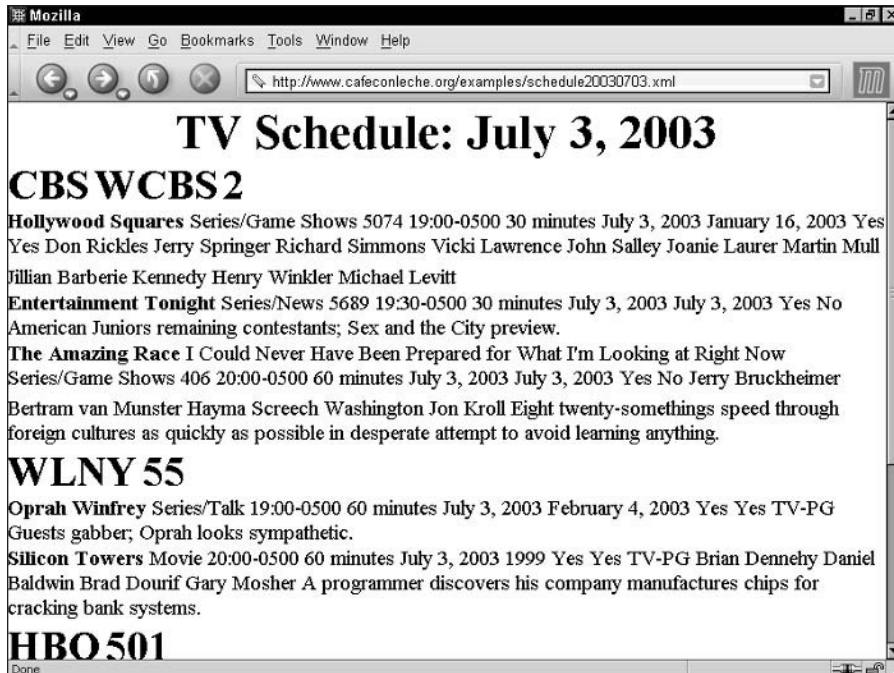 Mozilla
File Edit View Go Bookmarks Tools Window Help
http://www.cafeconleche.org/examples/schedule20030703.xml
TV Schedule: July 3, 2003
CBS WCBS 2
Hollywood Squares Series/Game Shows 5074 19:00-0500 30 minutes July 3, 2003 January 16, 2003 Yes
Yes Don Rickles Jerry Springer Richard Simmons Vicki Lawrence John Salley Joanie Laurer Martin Mull
Jillian Barberie Kennedy Henry Winkler Michael Levitt
Entertainment Tonight Series/News 5689 19:30-0500 30 minutes July 3, 2003 July 3, 2003 Yes No
American Juniors remaining contestants; Sex and the City preview.
The Amazing Race I Could Never Have Been Prepared for What I'm Looking at Right Now
Series/Game Shows 406 20:00-0500 60 minutes July 3, 2003 July 3, 2003 Yes No Jerry Bruckheimer
Bertram van Munster Hayma Screech Washington Jon Kroll Eight twenty-somethings speed through
foreign cultures as quickly as possible in desperate attempt to avoid learning anything.
WLNY 55
Oprah Winfrey Series/Talk 19:00-0500 60 minutes July 3, 2003 February 4, 2003 Yes Yes TV-PG
Guests gabber; Oprah looks sympathetic.
Silicon Towers Movie 20:00-0500 60 minutes July 3, 2003 1999 Yes Yes TV-PG Brian Dennehy Daniel
Baldwin Brad Dourif Gary Mosher A programmer discovers his company manufactures chips for
cracking bank systems.
HBO 501
Done